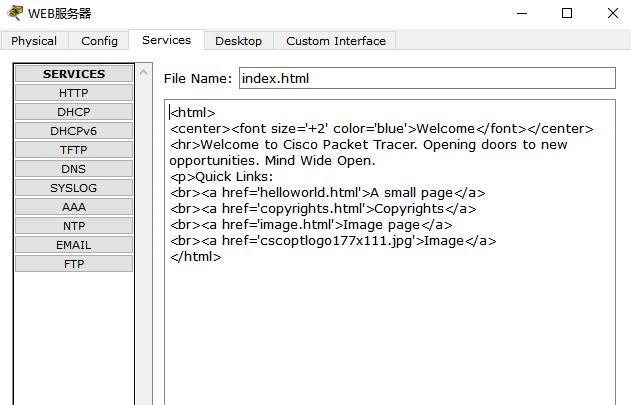 WEB服务器
Physical Config Services Desktop Custom Interface
SERVICES
HTTP
DHCP
DHCPv6
TFTP
DNS
SYSLOG
AAA
NTP
EMAIL
FTP
File Name: index.html
<html>
<center><font size='+2' color='blue'>Welcome</font></center>
<hr>Welcome to Cisco Packet Tracer. Opening doors to new
opportunities. Mind Wide Open.
<p>Quick Links:
<br><a href='helloworld.html'>A small page</a>
<br><a href='copyrights.html'>Copyrights</a>
<br><a href='image.html'>Image page</a>
<br><a href='cscoptlogo177x111.jpg'>Image</a>
</html>